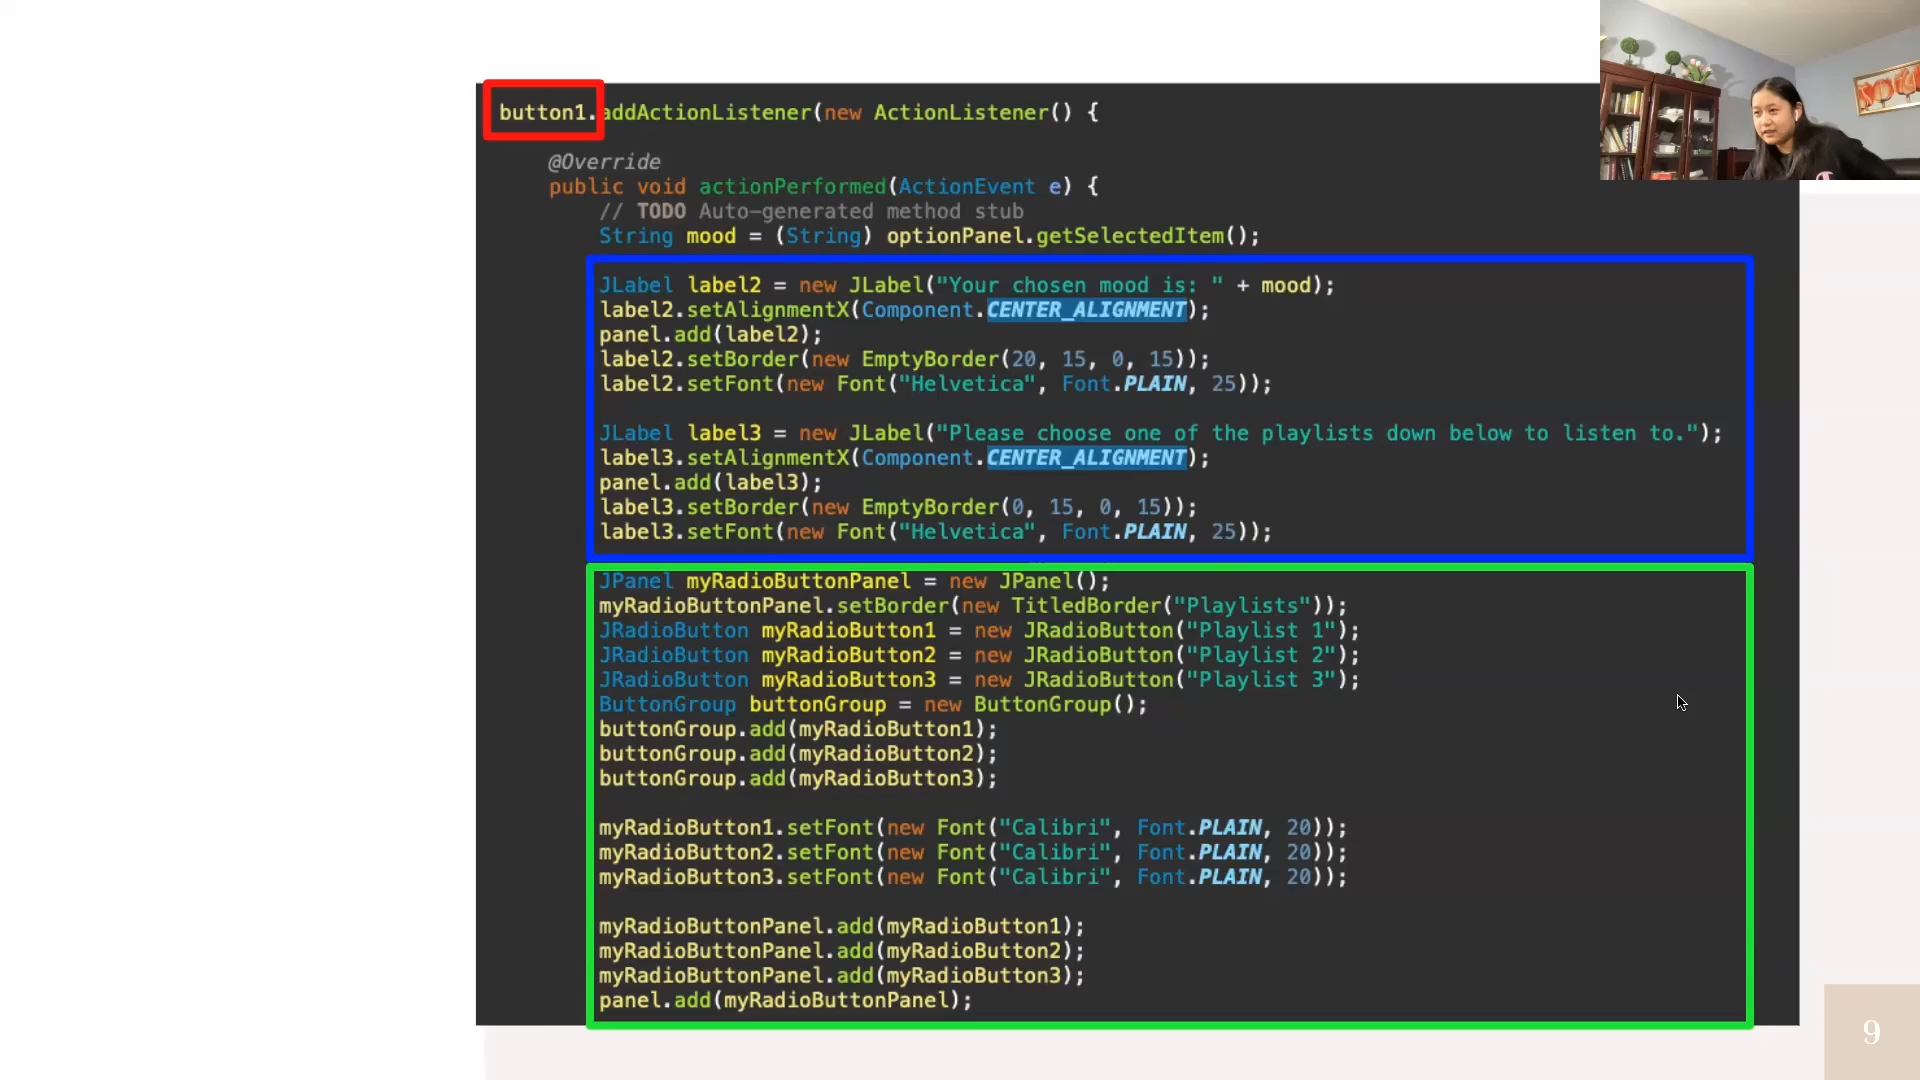 button1.addActionListener(new ActionListener() {
@Override
public void actionPerformed(ActionEvent e) {
// TODO Auto-generated method stub
String mood = (String) optionPanel.getSelectedItem();
JLabel label2 = new JLabel("Your chosen mood is: " + mood);
label2.setAlignmentX(Component.CENTER_ALIGNMENT);
panel.add(label2);
label2.setBorder(new EmptyBorder(20, 15, 0, 15));
label2.setFont(new Font("Helvetica", Font.PLAIN, 25));
JLabel label3 = new JLabel("Please choose one of the playlists down below to listen to.");
label3.setAlignmentX(Component.CENTER_ALIGNMENT);
panel.add(label3);
label3.setBorder(new EmptyBorder(0, 15, 0, 15));
label3.setFont(new Font("Helvetica", Font.PLAIN, 25));
JPanel myRadioButtonPanel = new JPanel();
myRadioButtonPanel.setBorder(new TitledBorder("Playlists"));
JRadioButton myRadioButton1 = new JRadioButton("Playlist 1");
JRadioButton myRadioButton2 = new JRadioButton("Playlist 2");
JRadioButton myRadioButton3 = new JRadioButton("Playlist 3");
ButtonGroup buttonGroup = new ButtonGroup();
buttonGroup.add(myRadioButton1);
buttonGroup.add(myRadioButton2);
buttonGroup.add(myRadioButton3);
myRadioButton1.setFont(new Font("Calibri", Font.PLAIN, 20));
myRadioButton2.setFont(new Font("Calibri", Font.PLAIN, 20));
myRadioButton3.setFont(new Font("Calibri", Font.PLAIN, 20));
myRadioButtonPanel.add(myRadioButton1);
myRadioButtonPanel.add(myRadioButton2);
myRadioButtonPanel.add(myRadioButton3);
panel.add(myRadioButtonPanel);
9